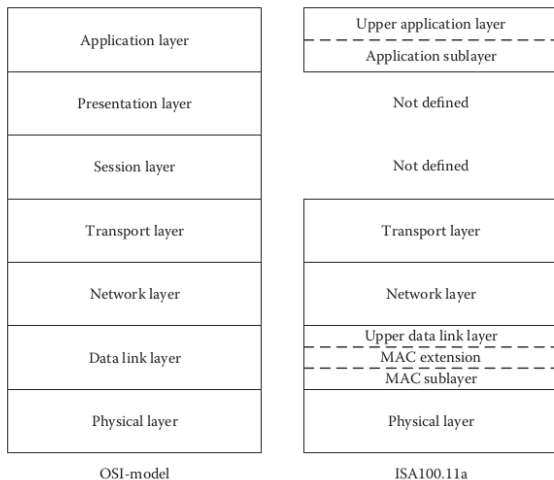 Application layer
Presentation layer
Session layer
Transport layer
Network layer
Data link layer
Physical layer
OSI-model
Upper application layer
Application sublayer
Not defined
Not defined
Transport layer
Network layer
Upper data link layer
MAC extension
MAC sublayer
Physical layer
ISA100.11a